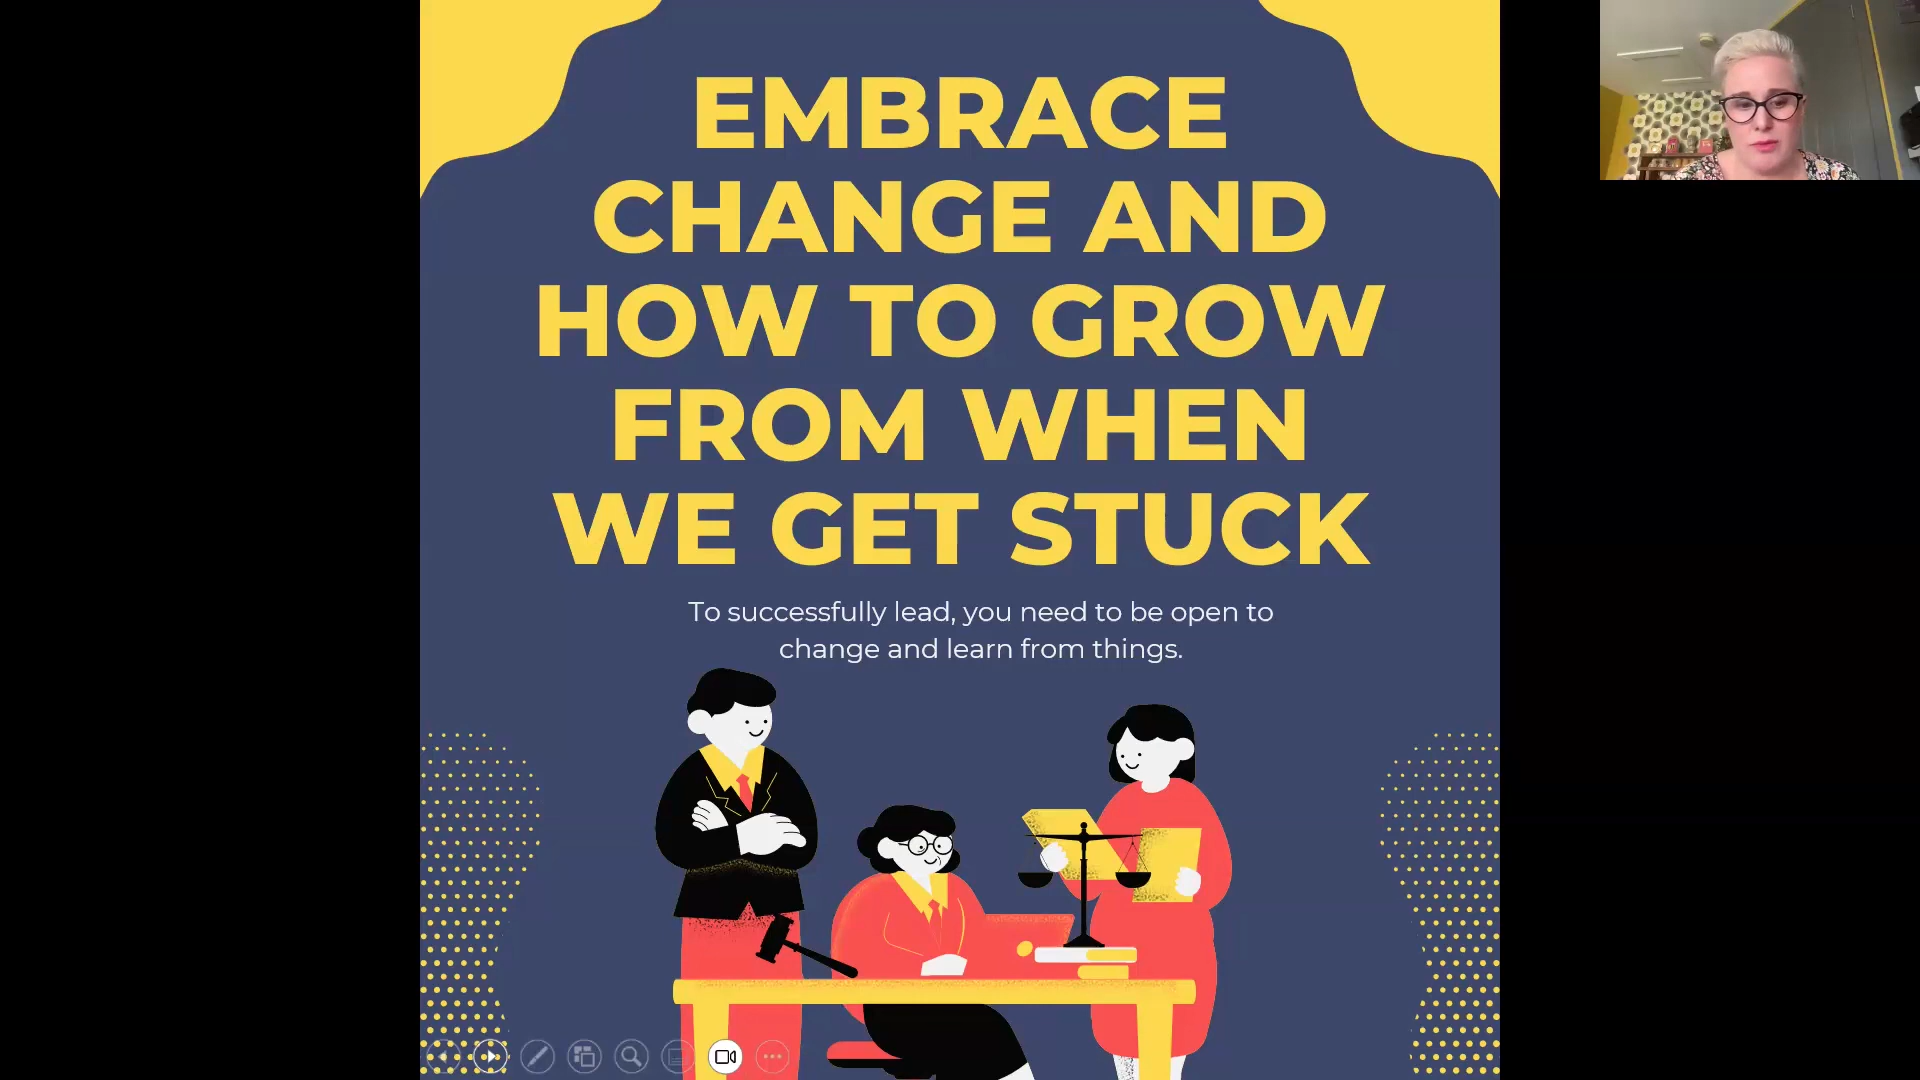 EMBRACE
CHANGE AND
HOW TO GROW
FROM WHEN
WE GET STUCK
To successfully lead, you need to be open to
change and learn from things.